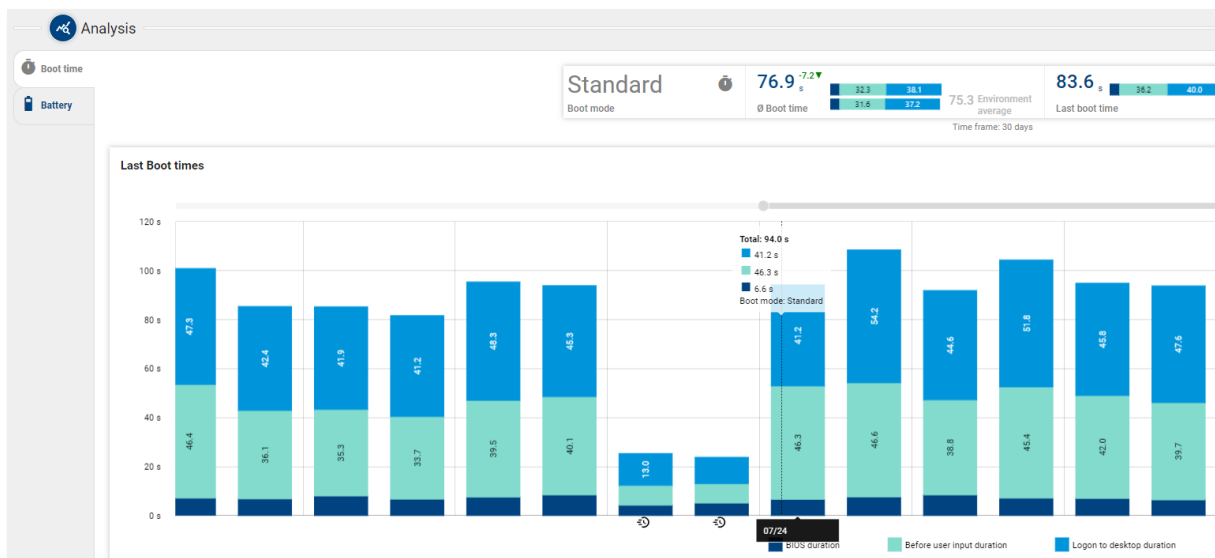 Analysis
Boot time
Battery
Standard
Boot mode
76.9 s -7.2▼
Ø Boot time
32.3 38.1
31.6 37.2
75.3 Environment
average
83.6 s
Last boot time
36.2 40.0
Time frame: 30 days
Last Boot times
120 s
100 s
80 s
60 s
40 s
20 s
0 s
47.3
46.4
42.4
36.1
41.9
35.3
41.2
33.7
48.3
39.5
45.3
40.1
13.0
Total: 94.0 s
41.2 s
46.3 s
6.6 s
Boot mode: Standard
41.2
46.3
54.2
46.6
44.6
38.8
51.8
45.4
45.8
42.0
47.6
39.7
07/24
BIOS duration
Before user input duration
Logon to desktop duration